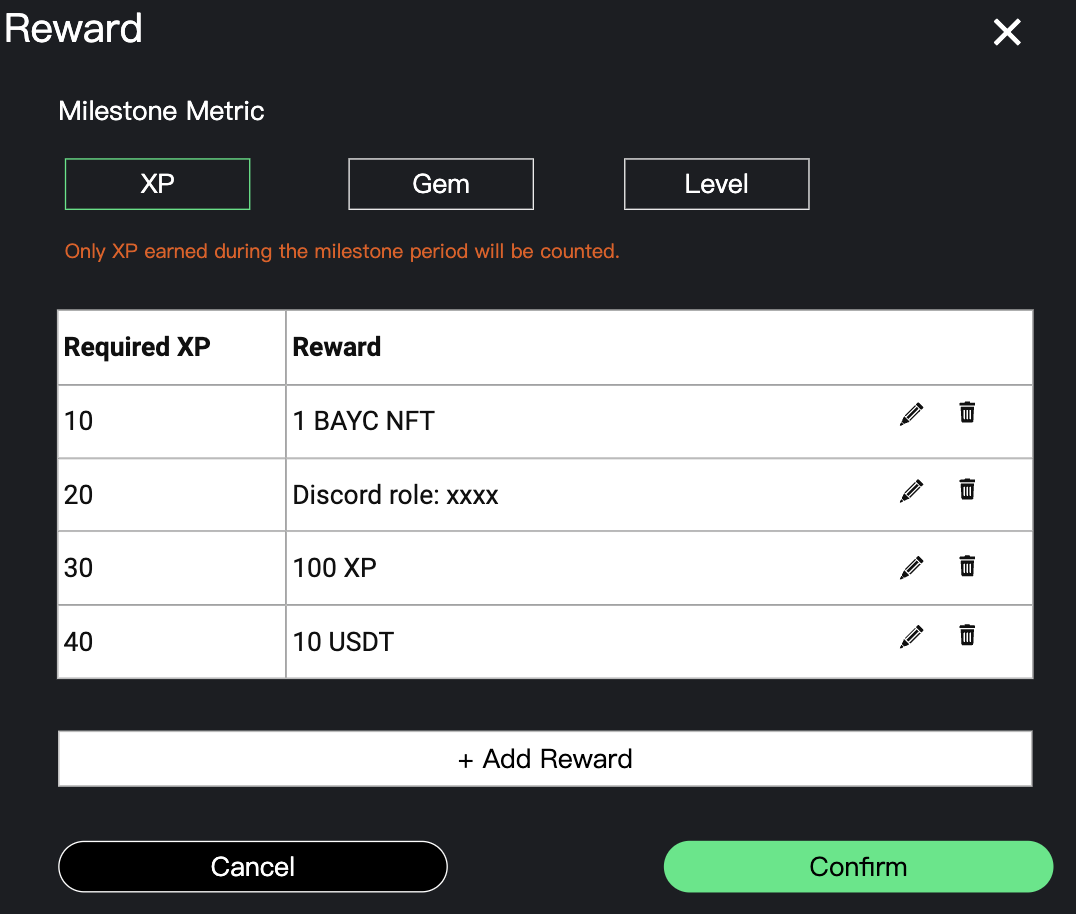 Reward
Milestone Metric
XP Gem Level
Only XP earned during the milestone period will be counted.
Required XP Reward
10 1 BAYC NFT
20 Discord role: xxxx
30 100 XP
40 10 USDT
+ Add Reward
Cancel Confirm